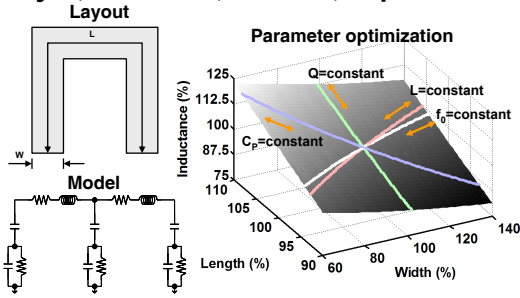 Layout
L
W
Model
Parameter optimization
Q=constant
L=constant
f0=constant
CP=constant
Inductance (%)
125
112.5
100
87.5
75
110
105
100
95
90
Length (%)
60
80
100
120
140
Width (%)